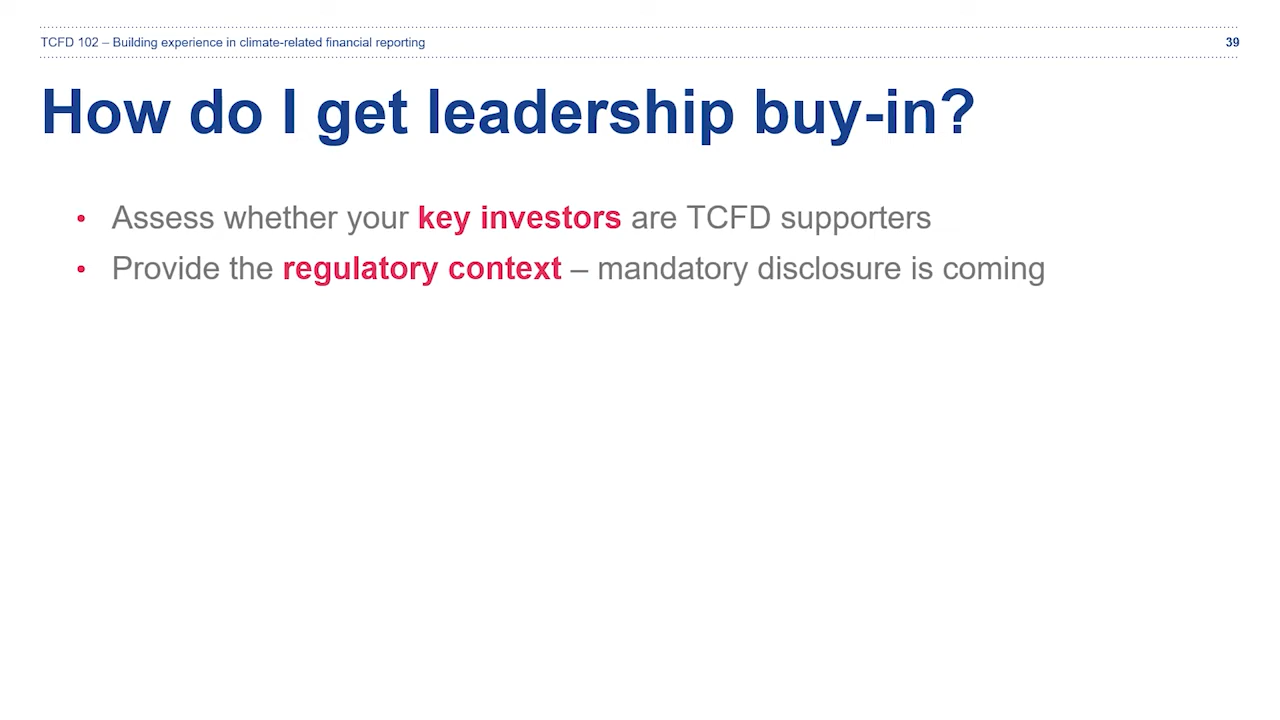 TCFD 102 – Building experience in climate-related financial reporting
39
How do I get leadership buy-in?
• Assess whether your key investors are TCFD supporters
• Provide the regulatory context – mandatory disclosure is coming